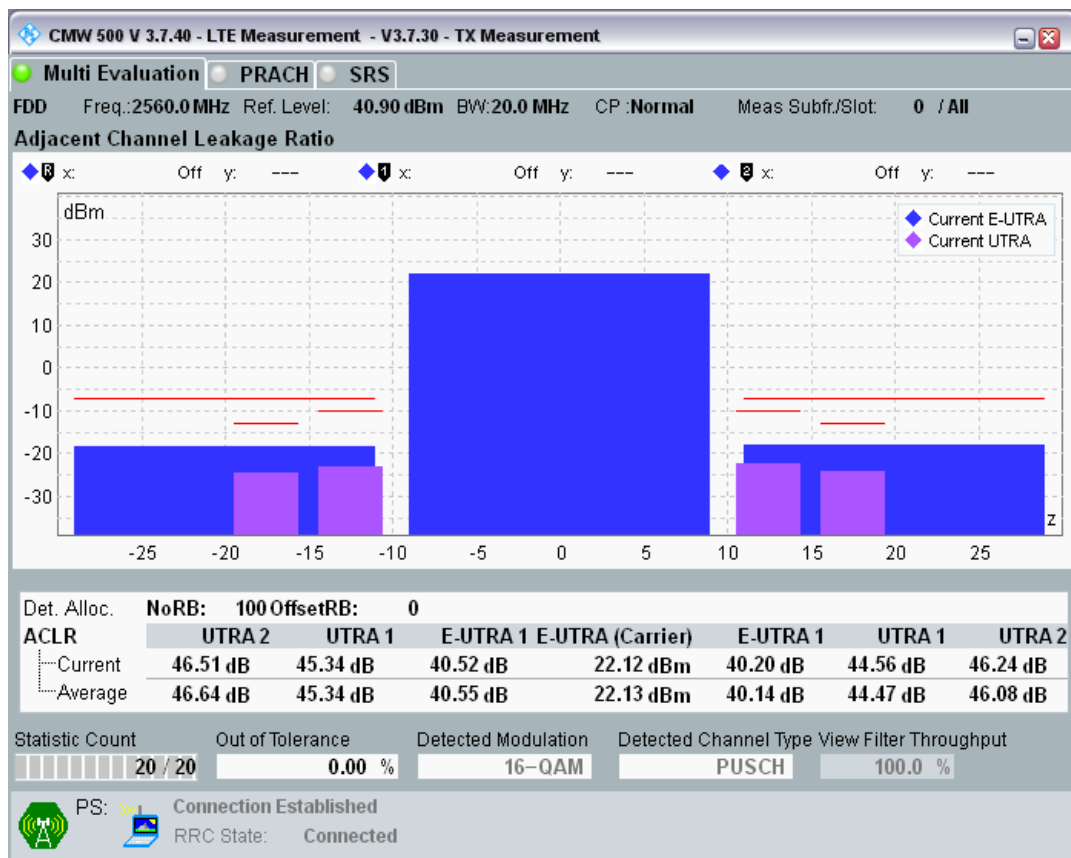 CMW 500 V 3.7.40 - LTE Measurement - V3.7.30 - TX Measurement
Multi Evaluation PRACH SRS
FDD Freq.:2560.0 MHz Ref. Level: 40.90 dBm BW:20.0 MHz CP :Normal Meas Subfr./Slot: 0 / All
Adjacent Channel Leakage Ratio
R x: Off y: --- 1 x: Off y: --- 2 x: Off y: ---
dBm
Current E-UTRA
Current UTRA
30
20
10
0
-10
-20
-30
z
-25 -20 -15 -10 -5 0 5 10 15 20 25
Det. Alloc. NoRB: 100 OffsetRB: 0
ACLR UTRA 2 UTRA 1 E-UTRA 1 E-UTRA (Carrier) E-UTRA 1 UTRA 1 UTRA 2
Current 46.51 dB 45.34 dB 40.52 dB 22.12 dBm 40.20 dB 44.56 dB 46.24 dB
Average 46.64 dB 45.34 dB 40.55 dB 22.13 dBm 40.14 dB 44.47 dB 46.08 dB
Statistic Count Out of Tolerance Detected Modulation Detected Channel Type View Filter Throughput
20 / 20 0.00 % 16-QAM PUSCH 100.0 %
PS: Connection Established
RRC State: Connected